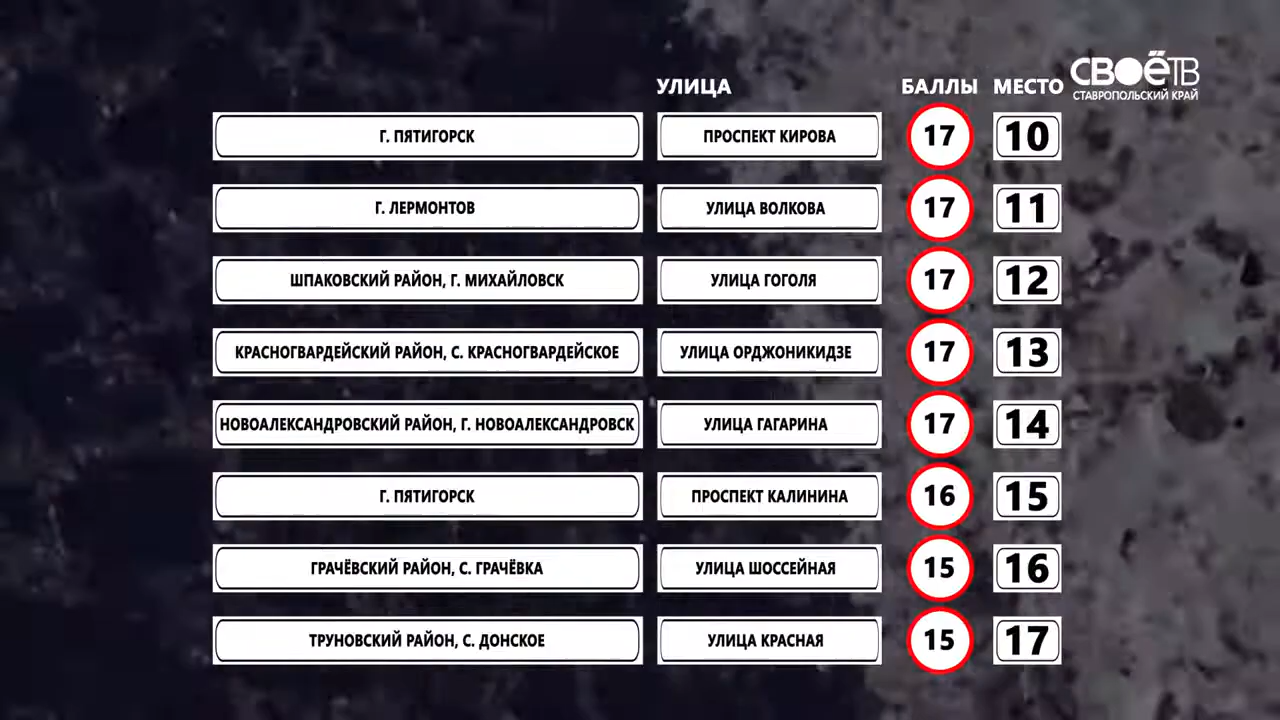 УЛИЦА БАЛЛЫ МЕСТО
СВОЁТВ
СТАВРОПОЛЬСКИЙ КРАЙ
Г. ПЯТИГОРСК ПРОСПЕКТ КИРОВА 17 10
Г. ЛЕРМОНТОВ УЛИЦА ВОЛКОВА 17 11
ШПАКОВСКИЙ РАЙОН, Г. МИХАЙЛОВСК УЛИЦА ГОГОЛЯ 17 12
КРАСНОГВАРДЕЙСКИЙ РАЙОН, С. КРАСНОГВАРДЕЙСКОЕ УЛИЦА ОРДЖОНИКИДЗЕ 17 13
НОВОАЛЕКСАНДРОВСКИЙ РАЙОН, Г. НОВОАЛЕКСАНДРОВСК УЛИЦА ГАГАРИНА 17 14
Г. ПЯТИГОРСК ПРОСПЕКТ КАЛИНИНА 16 15
ГРАЧЁВСКИЙ РАЙОН, С. ГРАЧЁВКА УЛИЦА ШОССЕЙНАЯ 15 16
ТРУНОВСКИЙ РАЙОН, С. ДОНСКОЕ УЛИЦА КРАСНАЯ 15 17